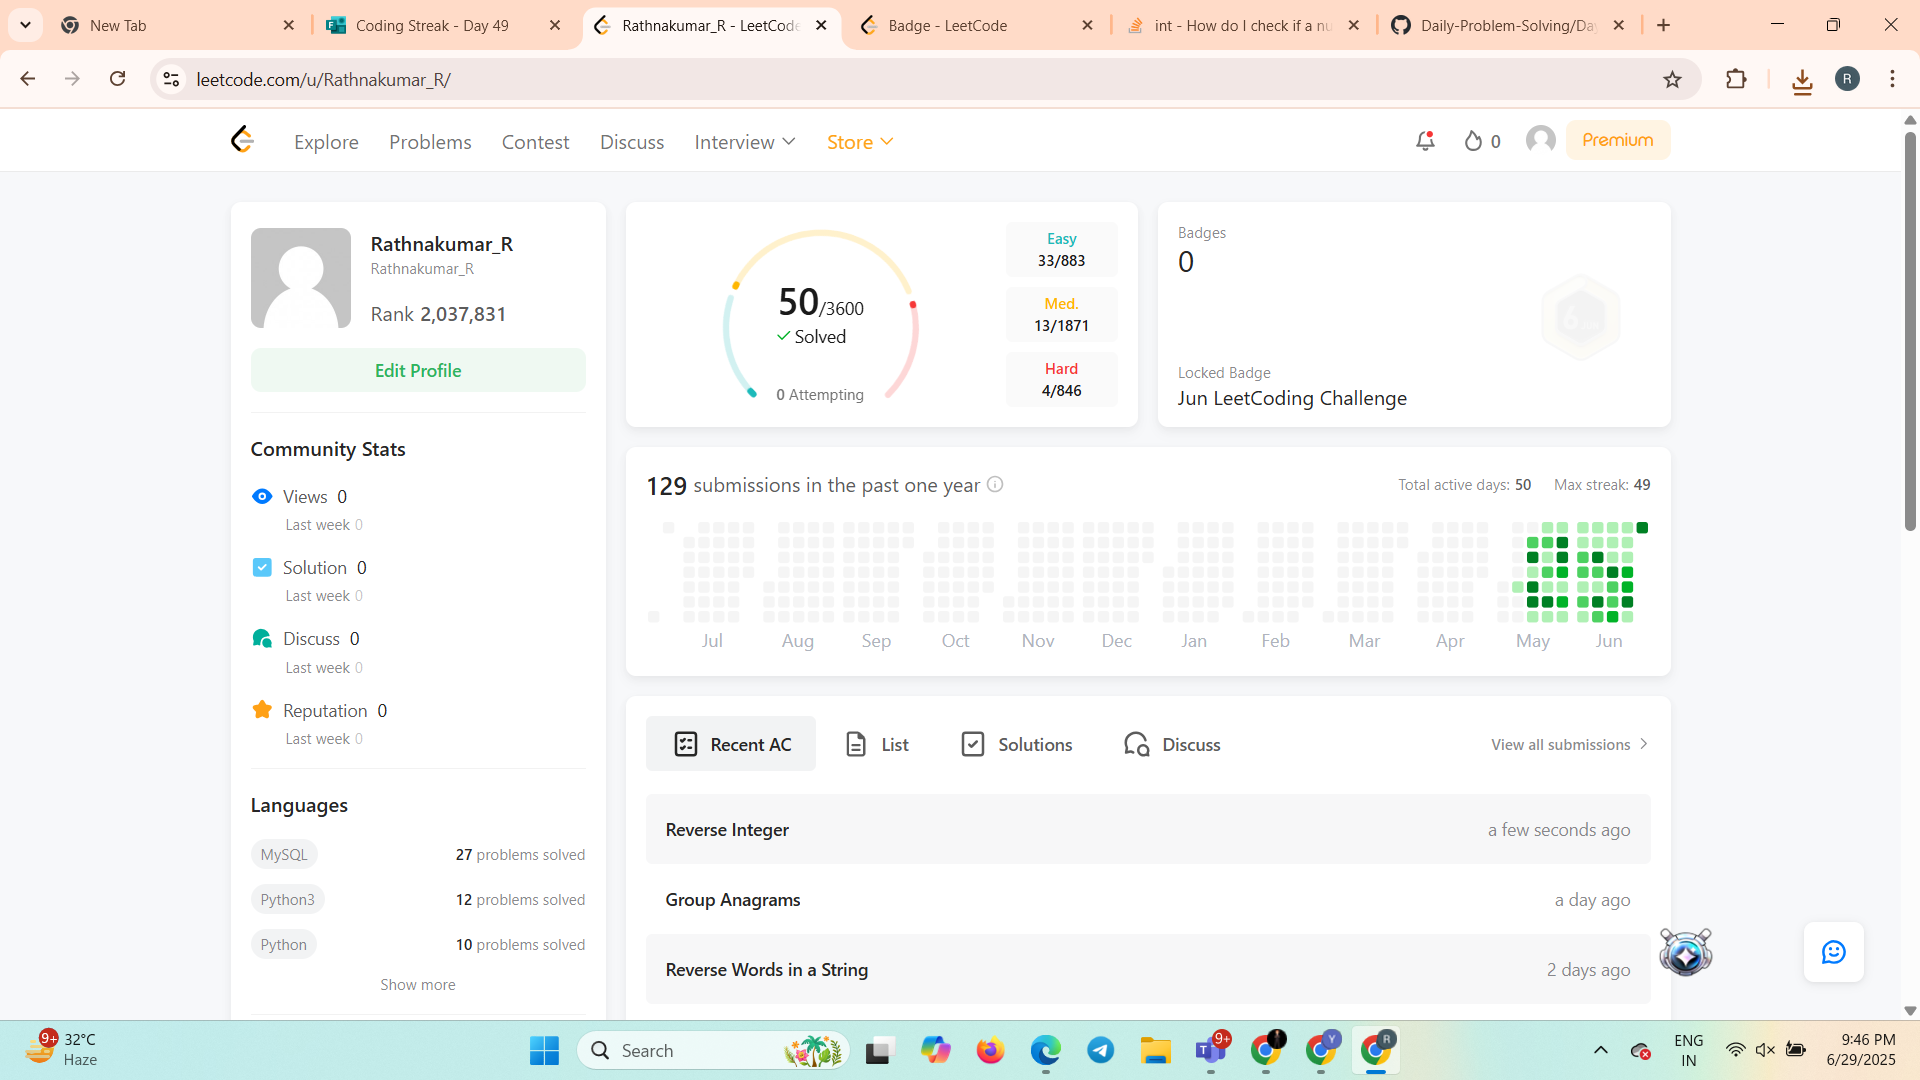 New Tab
Coding Streak - Day 49
Rathnakumar_R - LeetCode
Badge - LeetCode
int - How do I check if a nu
Daily-Problem-Solving/Da
leetcode.com/u/Rathnakumar_R/
R
Explore
Problems
Contest
Discuss
Interview
Store
0
Premium
Rathnakumar_R
Rathnakumar_R
Rank 2,037,831
Edit Profile
Community Stats
Views 0
Last week 0
Solution 0
Last week 0
Discuss 0
Last week 0
Reputation 0
Last week 0
Languages
MySQL
27 problems solved
Python3
12 problems solved
Python
10 problems solved
Show more
50/3600
Solved
0 Attempting
Easy
33/883
Med.
13/1871
Hard
4/846
Badges
0
Locked Badge
Jun LeetCoding Challenge
129 submissions in the past one year
Total active days: 50
Max streak: 49
Jul
Aug
Sep
Oct
Nov
Dec
Jan
Feb
Mar
Apr
May
Jun
Recent AC
List
Solutions
Discuss
View all submissions
Reverse Integer
a few seconds ago
Group Anagrams
a day ago
Reverse Words in a String
2 days ago
9+
32°C
Haze
Search
9+
Y
R
ENG
IN
9:46 PM
6/29/2025